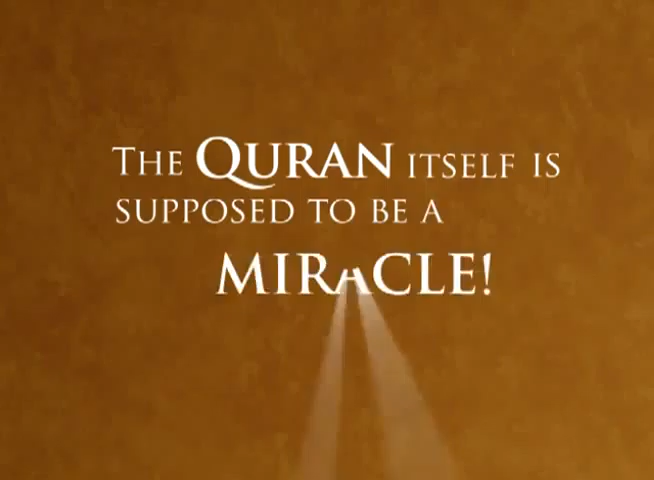 THE QURAN ITSELF IS
SUPPOSED TO BE A
MIRACLE!